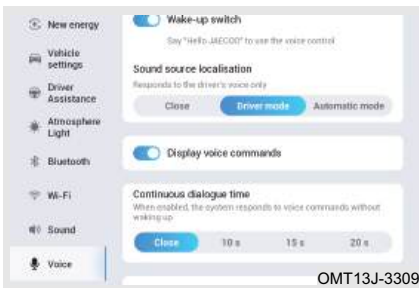 New energy
Vehicle
settings
Driver
Assistance
Atmosphere
Light
Bluetooth
Wi-Fi
Sound
Voice
Wake-up switch
Say "Hello JAECOO" to use the voice control
Sound source localisation
Responds to the driver's voice only
Close Driver mode Automatic mode
Display voice commands
Continuous dialogue time
When enabled, the system responds to voice commands without
waking up
Close 10 s 15 s 20 s
OMT13J-3309